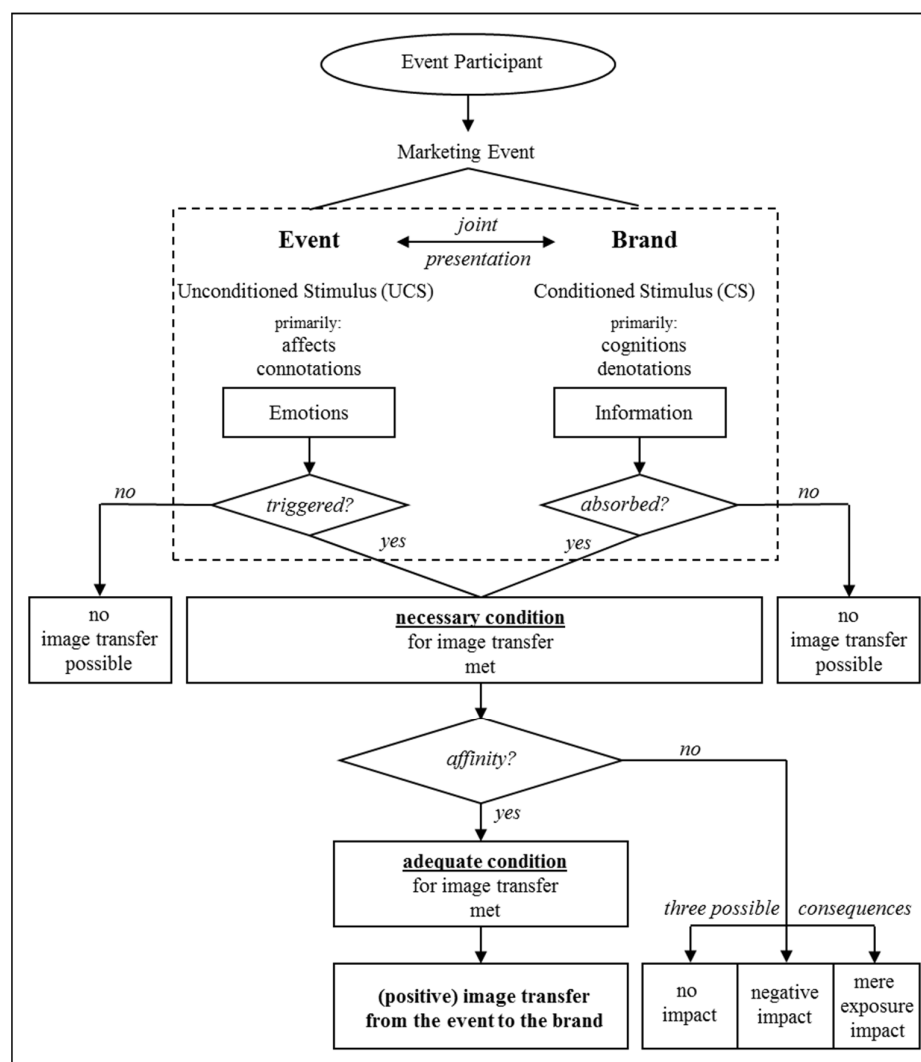 Event Participant
Marketing Event
Event
joint
presentation
Brand
Unconditioned Stimulus (UCS)
Conditioned Stimulus (CS)
primarily:
affects
connotations
primarily:
cognitions
denotations
Emotions
Information
no
triggered?
absorbed?
no
yes
yes
no
image transfer
possible
necessary condition
for image transfer
met
no
image transfer
possible
affinity?
no
yes
adequate condition
for image transfer
met
three possible consequences
(positive) image transfer
from the event to the brand
no
impact
negative
impact
mere
exposure
impact